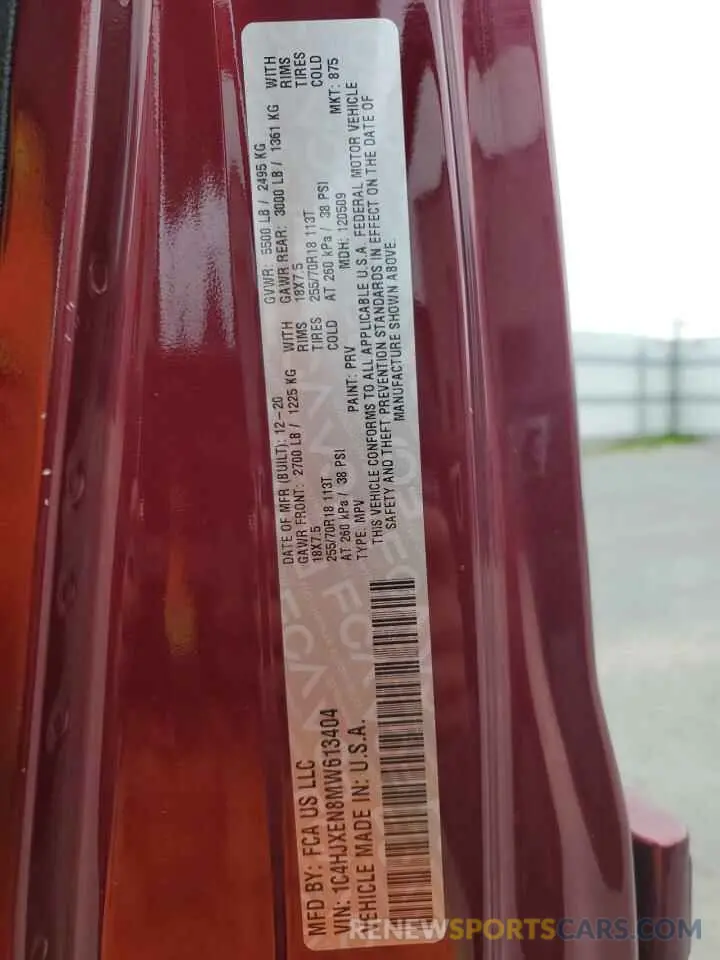 MFD BY: FCA US LLC
VIN: 1C4HJXEN8MW613404
VEHICLE MADE IN: U.S.A.
DATE OF MFR (BUILT): 12-20
GVWR: 5500 LB / 2495 KG
GAWR FRONT: 2700 LB / 1225 KG WITH
GAWR REAR: 3000 LB / 1361 KG WITH
18X7.5 RIMS
18X7.5 RIMS
255/70R18 113T TIRES
255/70R18 113T TIRES
AT 260 kPa / 38 PSI COLD
AT 260 kPa / 38 PSI COLD
TYPE: MPV PAINT: PRV MDH: 120509 MKT: 875
THIS VEHICLE CONFORMS TO ALL APPLICABLE U.S.A. FEDERAL MOTOR VEHICLE
SAFETY AND THEFT PREVENTION STANDARDS IN EFFECT ON THE DATE OF
MANUFACTURE SHOWN ABOVE.
RENEWSPORTSCARS.COM